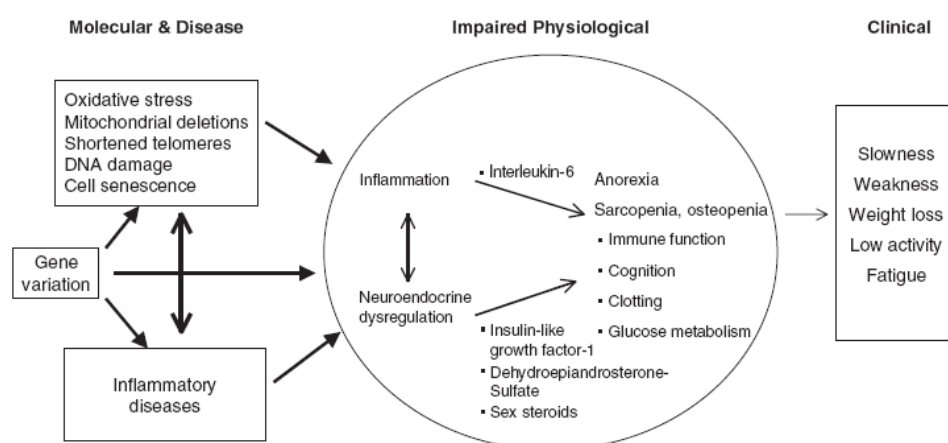 Molecular & Disease
Impaired Physiological
Clinical
Oxidative stress
Mitochondrial deletions
Shortened telomeres
DNA damage
Cell senescence
Gene
variation
Inflammatory
diseases
Inflammation
▪ Interleukin-6
Neuroendocrine
dysregulation
▪ Insulin-like
growth factor-1
▪ Dehydroepiandrosterone-
Sulfate
▪ Sex steroids
Anorexia
Sarcopenia, osteopenia
▪ Immune function
▪ Cognition
▪ Clotting
▪ Glucose metabolism
Slowness
Weakness
Weight loss
Low activity
Fatigue